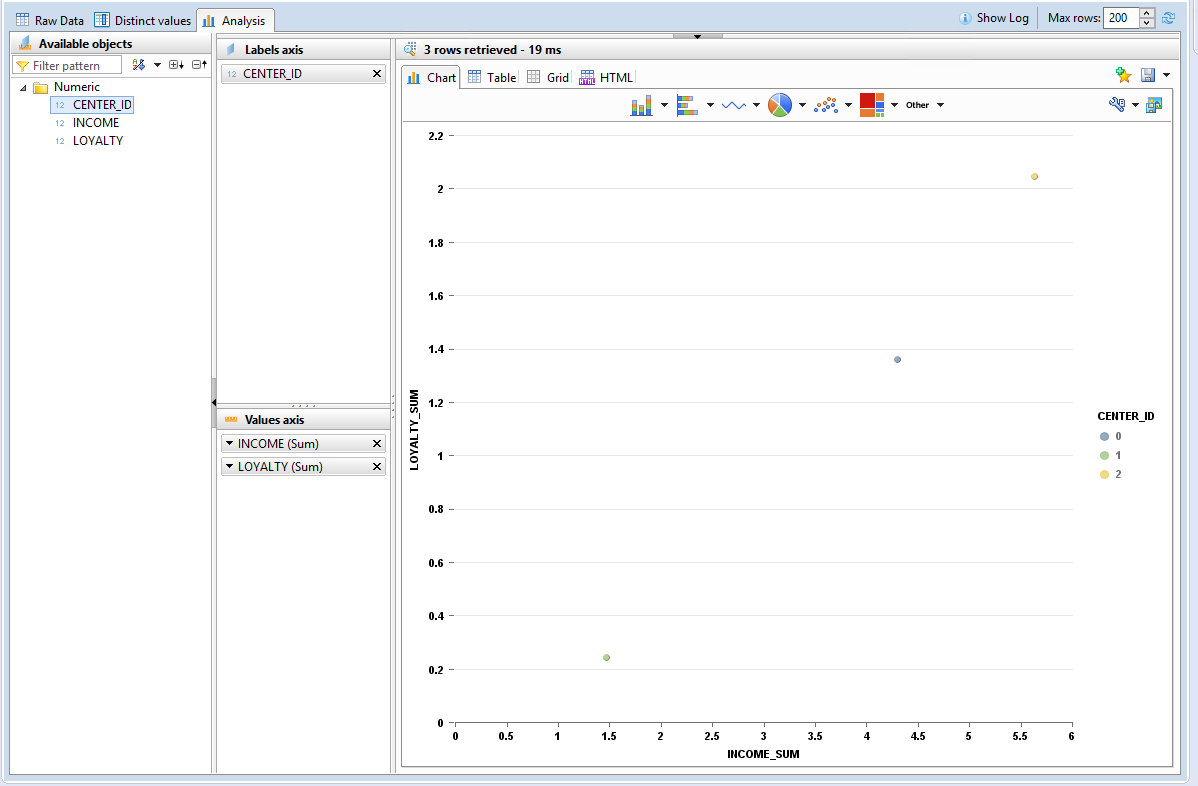 Raw Data Distinct values Analysis Show Log Max rows: 200
Available objects
Filter pattern
Numeric
12 CENTER_ID
12 INCOME
12 LOYALTY
Labels axis
12 CENTER_ID
Values axis
INCOME (Sum)
LOYALTY (Sum)
3 rows retrieved - 19 ms
Chart Table Grid HTML HTML
Other
2.2
2
1.8
1.6
1.4
1.2
1
0.8
0.6
0.4
0.2
0
LOYALTY_SUM
0 0.5 1 1.5 2 2.5 3 3.5 4 4.5 5 5.5 6
INCOME_SUM
CENTER_ID
0
1
2